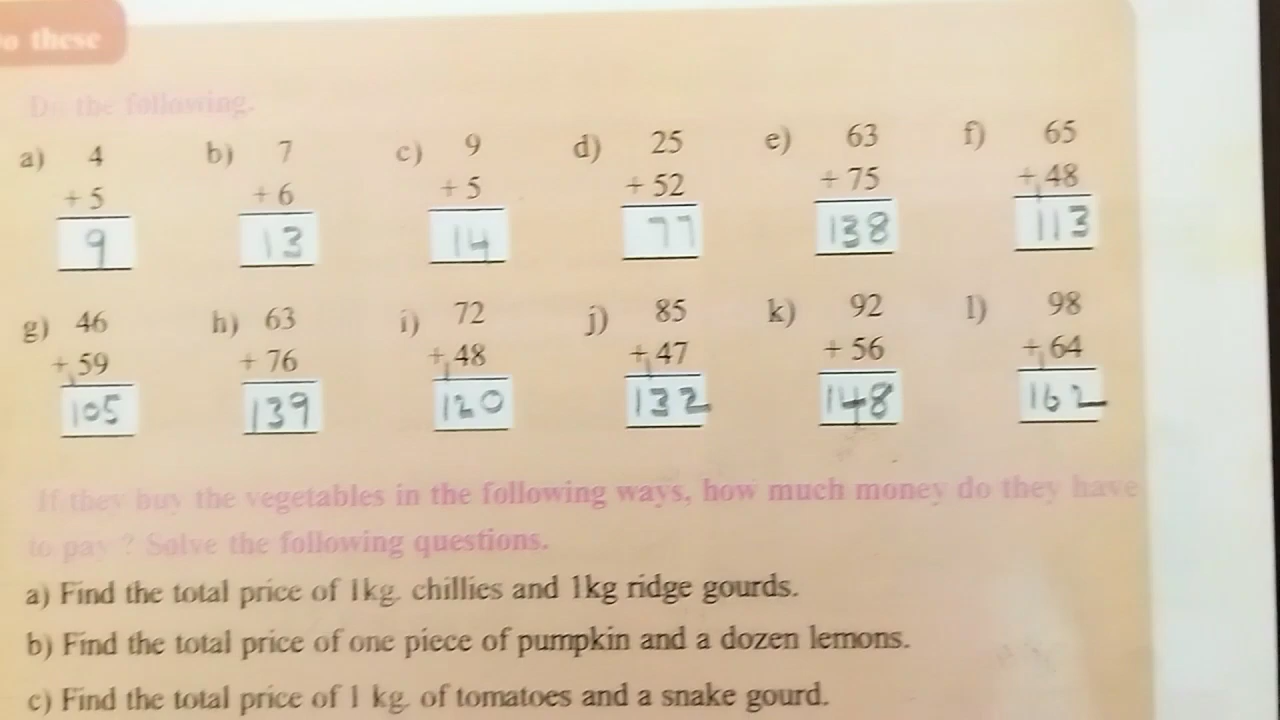 o these
Do the following.
a) 4 b) 7 c) 9 d) 25 e) 63 f) 65
+ 5 + 6 + 5 + 52 + 75 + 48
9 13 14 77 138 113
g) 46 h) 63 i) 72 j) 85 k) 92 l) 98
+ 59 + 76 + 48 + 47 + 56 + 64
105 139 120 132 148 162
If they buy the vegetables in the following ways, how much money do they have
to pay ? Solve the following questions.
a) Find the total price of 1kg. chillies and 1kg ridge gourds.
b) Find the total price of one piece of pumpkin and a dozen lemons.
c) Find the total price of 1 kg. of tomatoes and a snake gourd.